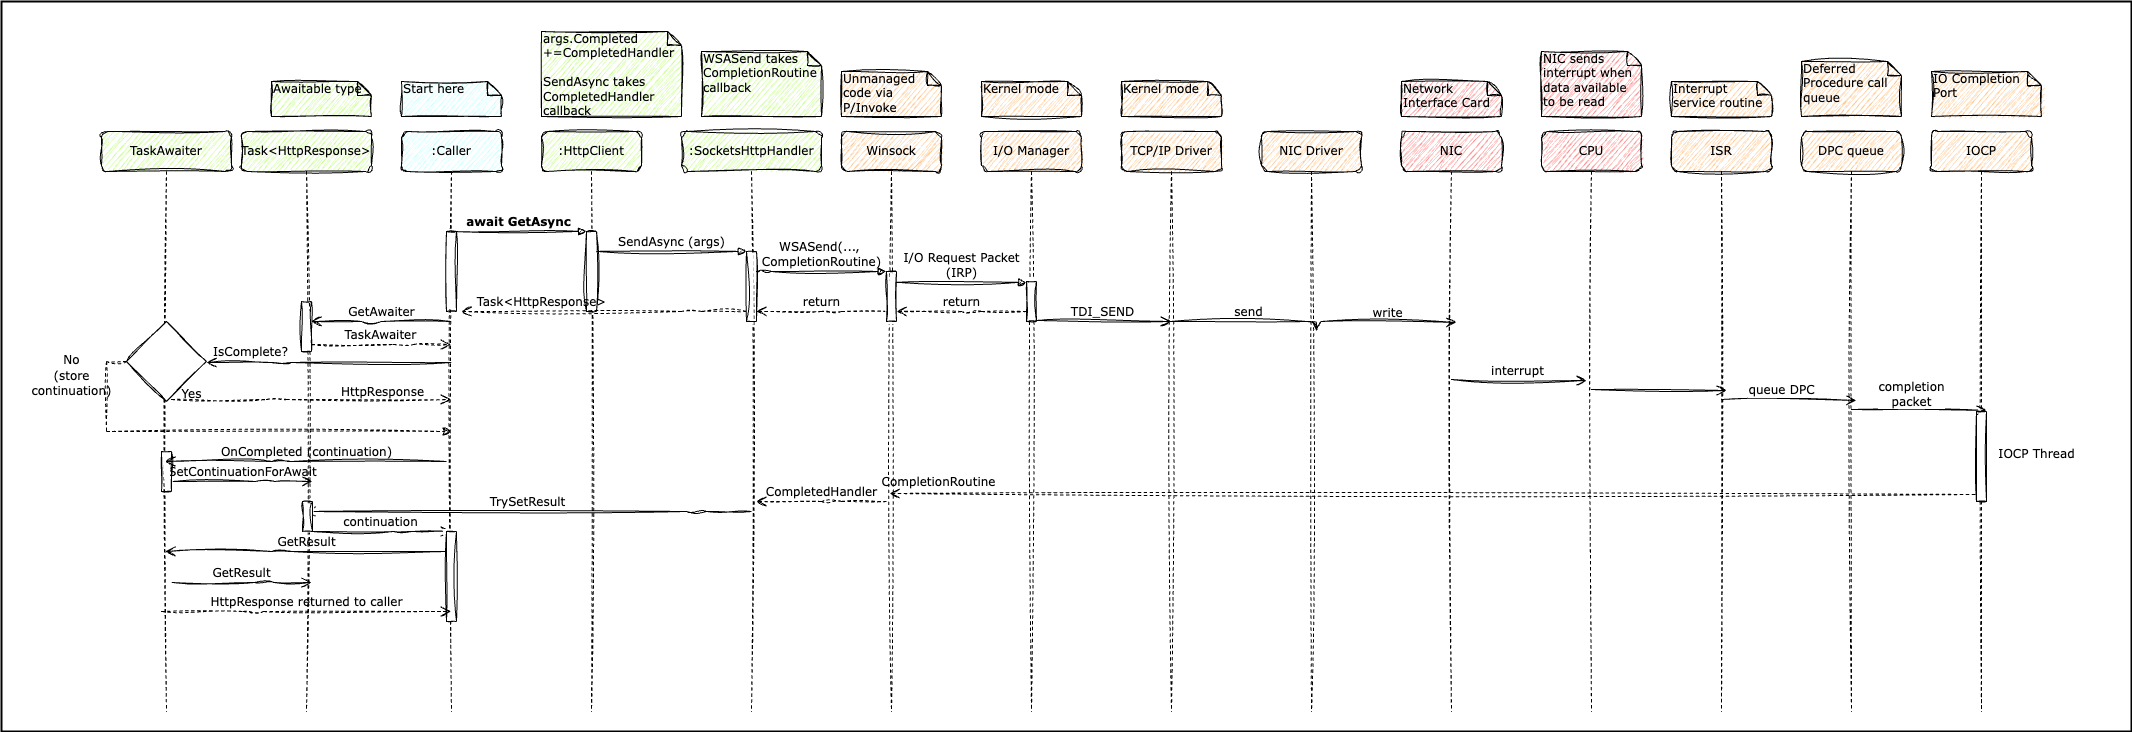 args.Completed
+=CompletedHandler
SendAsync takes
CompletedHandler
callback
WSASend takes
CompletionRoutine
callback
NIC sends
interrupt when
data available
to be read
Deferred
Procedure call
queue
Unmanaged
code via
P/Invoke
IO Completion
Port
Awaitable type
Start here
Kernel mode
Kernel mode
Network
Interface Card
Interrupt
service routine
TaskAwaiter
Task<HttpResponse>
:Caller
:HttpClient
:SocketsHttpHandler
Winsock
I/O Manager
TCP/IP Driver
NIC Driver
NIC
CPU
ISR
DPC queue
IOCP
await GetAsync
SendAsync (args)
WSASend(...,
CompletionRoutine)
I/O Request Packet
(IRP)
Task<HttpResponse>
return
return
GetAwaiter
TDI_SEND
send
write
TaskAwaiter
IsComplete?
No
(store
continuation)
Yes
HttpResponse
interrupt
queue DPC
completion
packet
OnCompleted (continuation)
IOCP Thread
SetContinuationForAwait
CompletionRoutine
CompletedHandler
TrySetResult
continuation
GetResult
GetResult
HttpResponse returned to caller